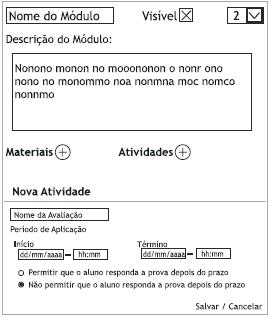 Nome do Módulo Visível 2
Descrição do Módulo:
Nonono monon no mooononon o nonr ono
nono no monommo noa nonmna moc nomco
nonnmo
Materiais Atividades
Nova Atividade
Nome da Avaliação
Período de Aplicação
Início Término
dd/mm/aaaa hh:mm dd/mm/aaaa hh:mm
Permitir que o aluno responda a prova depois do prazo
Não permitir que o aluno responda a prova depois do prazo
Salvar / Cancelar